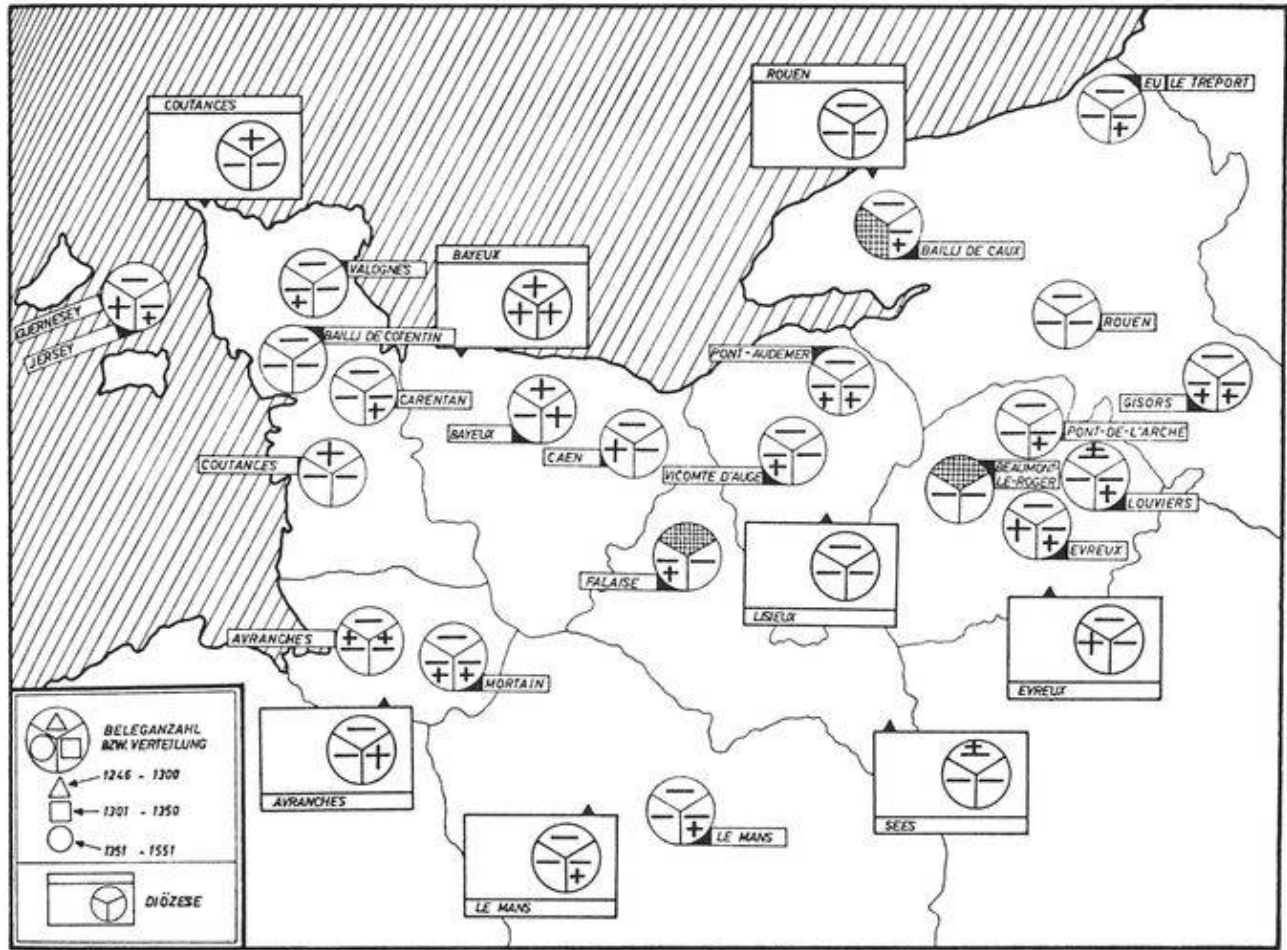 COUTANCES
ROUEN
EU LE TREPORT
BAYEUX
VALOGNES
BAILLI DE CAUX
GUERNESEY
JERSEY
BAILLI DE COTENTIN
ROUEN
PONT-AUDEMER
CARENTAN
GISORS
BAYEUX
PONT-DE-L'ARCHE
CAEN
COUTANCES
VICOMTE D'AUGE
BEAUMONT-
LE-ROGER
LOUVIERS
EVREUX
FALAISE
LISIEUX
AVRANCHES
MORTAIN
EVREUX
BELEGANZAHL
BZW. VERTEILUNG
1246 - 1300
1301 - 1350
1351 - 1551
DIÖZESE
AVRANCHES
SEES
LE MANS
LE MANS